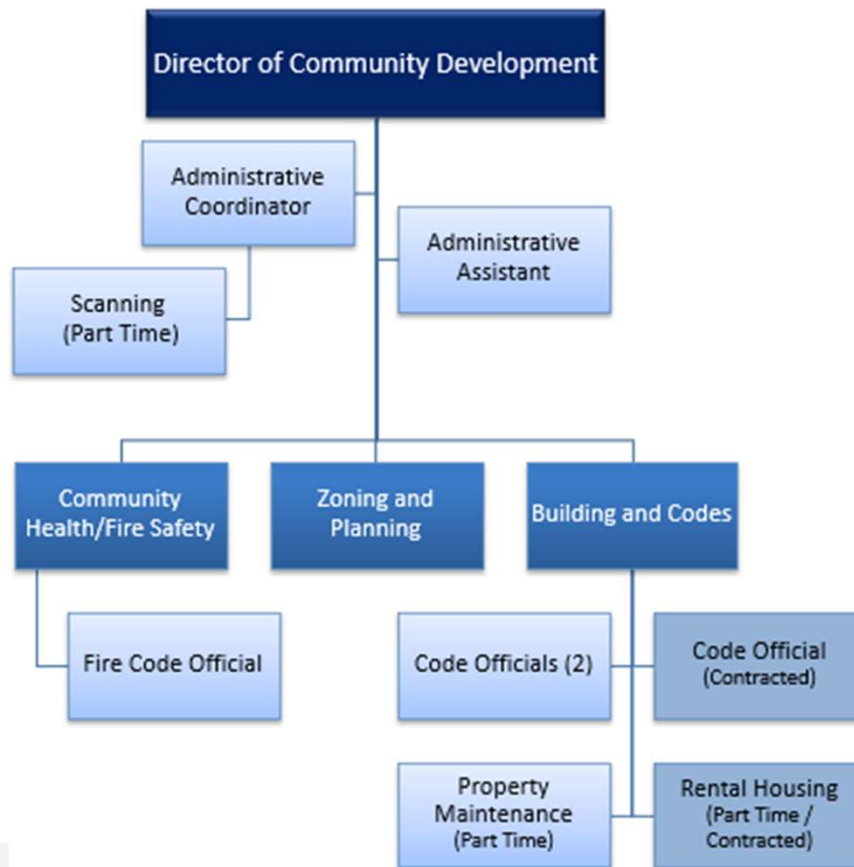 Director of Community Development
Administrative
Coordinator
Administrative
Assistant
Scanning
(Part Time)
Community
Health/Fire Safety
Zoning and
Planning
Building and Codes
Fire Code Official
Code Officials (2)
Code Official
(Contracted)
Property
Maintenance
(Part Time)
Rental Housing
(Part Time /
Contracted)